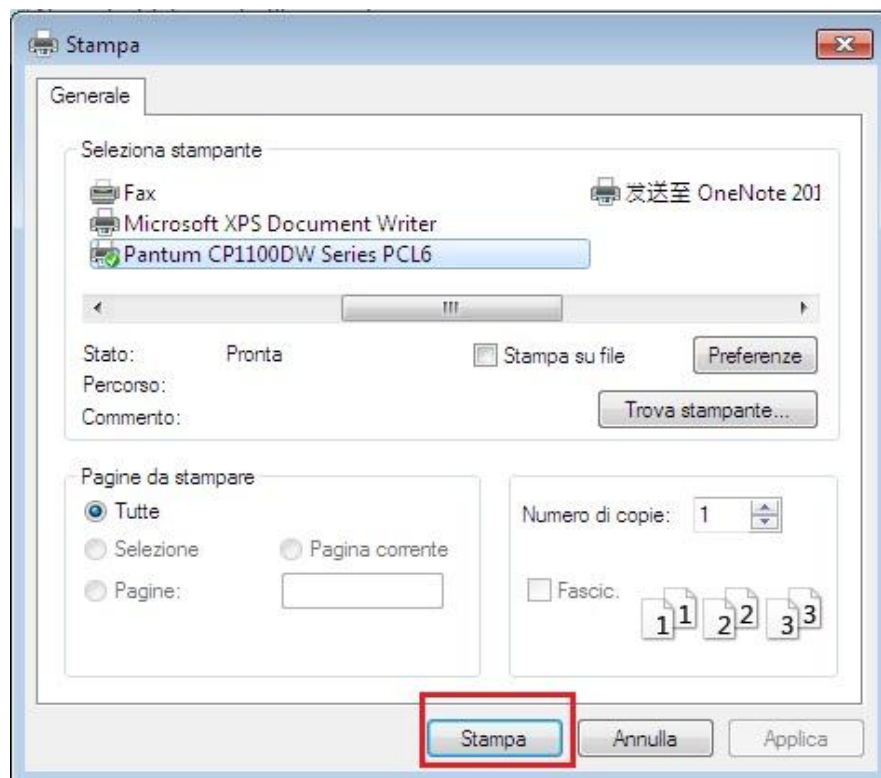 Stampa
Generale
Seleziona stampante
Fax
发送至 OneNote 201
Microsoft XPS Document Writer
Pantum CP1100DW Series PCL6
Stato: Pronta
Stampa su file
Preferenze
Percorso:
Commento:
Trova stampante...
Pagine da stampare
Tutte
Selezione
Pagina corrente
Pagine:
Numero di copie: 1
Fascic.
1 1 2 2 3 3
Stampa
Annulla
Applica